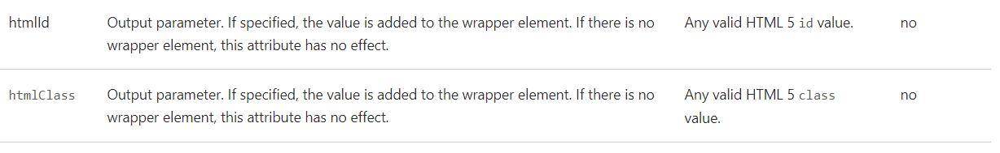 htmlId Output parameter. If specified, the value is added to the wrapper element. If there is no Any valid HTML 5 id value. no
wrapper element, this attribute has no effect.
htmlClass Output parameter. If specified, the value is added to the wrapper element. If there is no Any valid HTML 5 class no
wrapper element, this attribute has no effect. value.